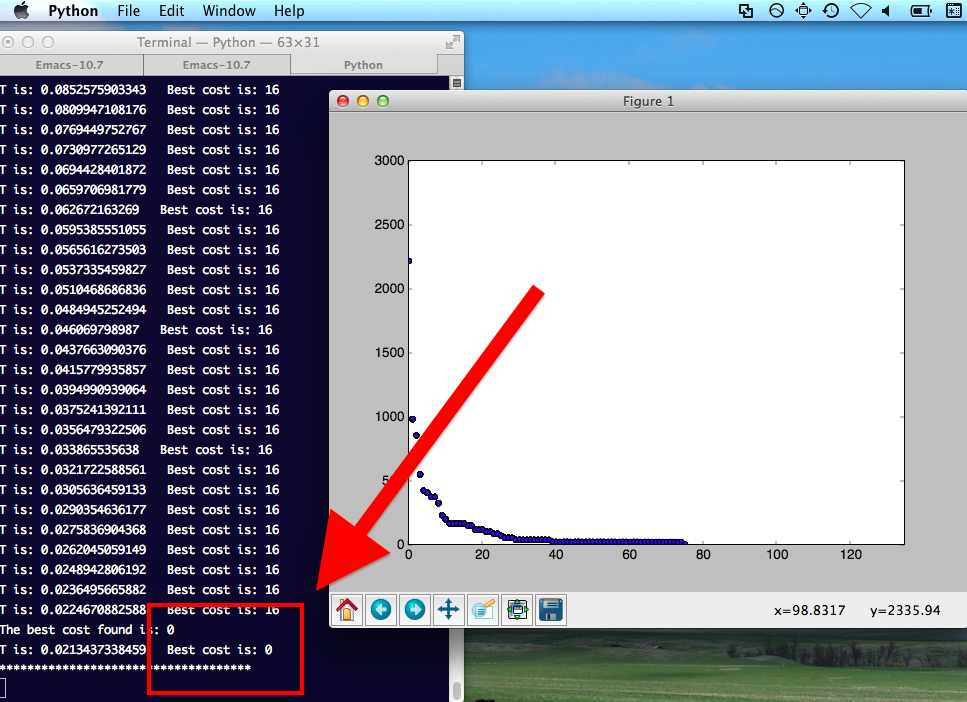 Python File Edit Window Help
Terminal — Python — 63×31
Emacs-10.7 Emacs-10.7 Python
T is: 0.0852575903343 Best cost is: 16
T is: 0.0809947108176 Best cost is: 16
T is: 0.0769449752767 Best cost is: 16
T is: 0.0730977265129 Best cost is: 16
T is: 0.0694428401872 Best cost is: 16
T is: 0.0659706981779 Best cost is: 16
T is: 0.062672163269 Best cost is: 16
T is: 0.0595385551055 Best cost is: 16
T is: 0.0565616273503 Best cost is: 16
T is: 0.0537335459827 Best cost is: 16
T is: 0.0510468686836 Best cost is: 16
T is: 0.0484945252494 Best cost is: 16
T is: 0.046069798987 Best cost is: 16
T is: 0.0437663090376 Best cost is: 16
T is: 0.0415779935857 Best cost is: 16
T is: 0.0394990939064 Best cost is: 16
T is: 0.0375241392111 Best cost is: 16
T is: 0.0356479322506 Best cost is: 16
T is: 0.033865535638 Best cost is: 16
T is: 0.0321722588561 Best cost is: 16
T is: 0.0305636459133 Best cost is: 16
T is: 0.0290354636177 Best cost is: 16
T is: 0.0275836904368 Best cost is: 16
T is: 0.0262045059149 Best cost is: 16
T is: 0.0248942806192 Best cost is: 16
T is: 0.0236495665882 Best cost is: 16
T is: 0.0224670882588 Best cost is: 16
The best cost found is: 0
T is: 0.0213437338459 Best cost is: 0
************************************
Figure 1
3000
2500
2000
1500
1000
0
0 20 40 60 80 100 120
x=98.8317 y=2335.94